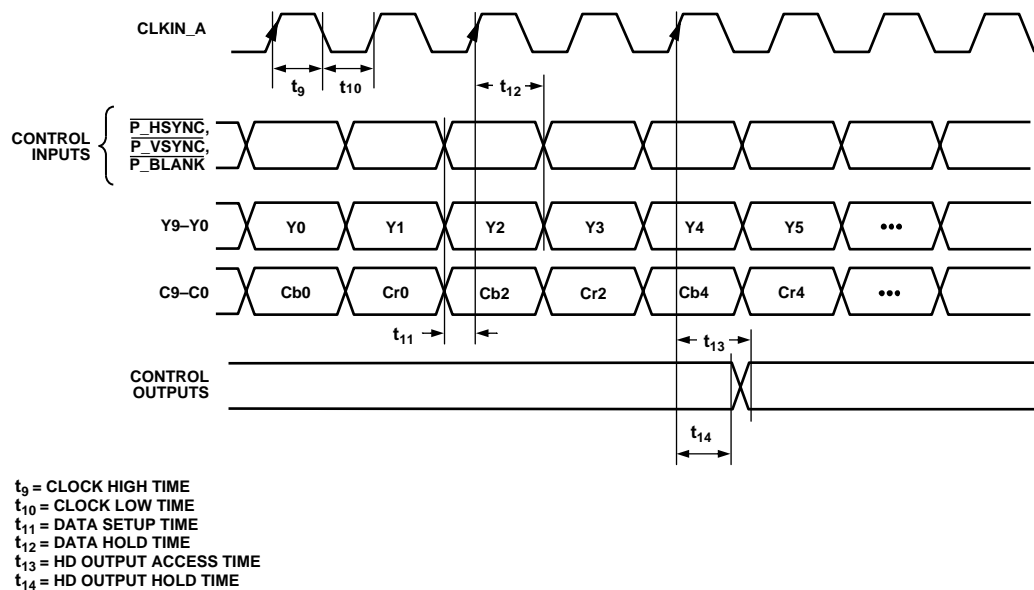 CLKIN_A
t9 t10 t12
CONTROL INPUTS
P_HSYNC,
P_VSYNC,
P_BLANK
Y9–Y0 Y0 Y1 Y2 Y3 Y4 Y5 •••
C9–C0 Cb0 Cr0 Cb2 Cr2 Cb4 Cr4 •••
t11 t13
CONTROL OUTPUTS
t14
t9 = CLOCK HIGH TIME
t10 = CLOCK LOW TIME
t11 = DATA SETUP TIME
t12 = DATA HOLD TIME
t13 = HD OUTPUT ACCESS TIME
t14 = HD OUTPUT HOLD TIME